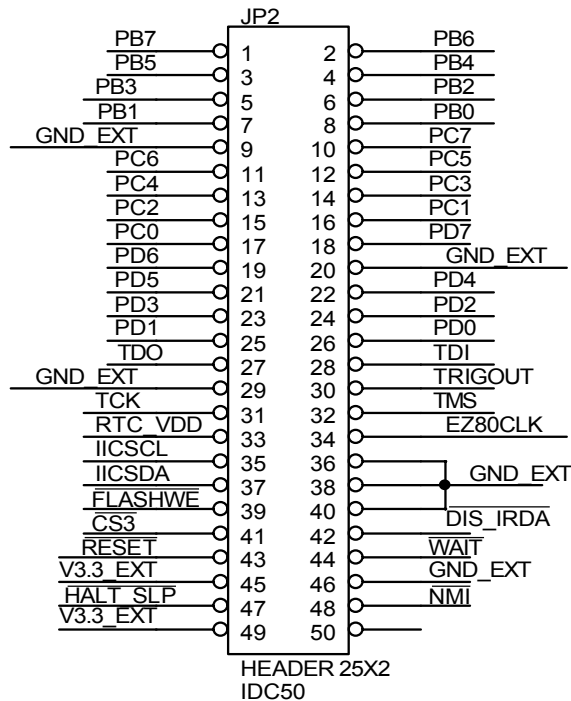 JP2
PB7 1 2 PB6
PB5 3 4 PB4
PB3 5 6 PB2
PB1 7 8 PB0
GND_EXT 9 10 PC7
PC6 11 12 PC5
PC4 13 14 PC3
PC2 15 16 PC1
PC0 17 18 PD7
PD6 19 20 GND_EXT
PD5 21 22 PD4
PD3 23 24 PD2
PD1 25 26 PD0
TDO 27 28 TDI
GND_EXT 29 30 TRIGOUT
TCK 31 32 TMS
RTC_VDD 33 34 EZ80CLK
IICSCL 35 36
IICSDA 37 38 GND_EXT
FLASHWE 39 40
CS3 41 42 DIS_IRDA
RESET 43 44 WAIT
V3.3_EXT 45 46 GND_EXT
HALT_SLP 47 48 NMI
V3.3_EXT 49 50
HEADER 25X2
IDC50